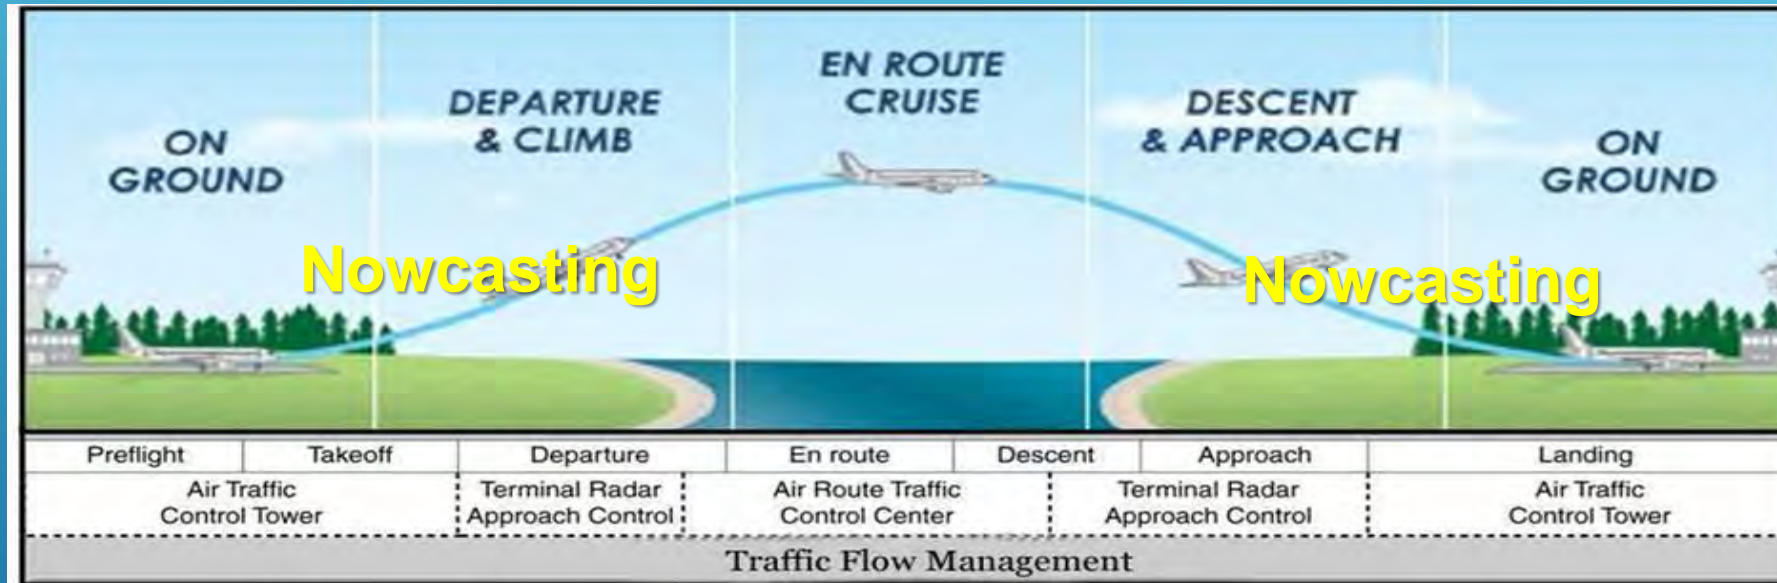 EN ROUTE
CRUISE
DEPARTURE
& CLIMB
DESCENT
& APPROACH
ON
GROUND
ON
GROUND
Nowcasting
Nowcasting
Preflight
Takeoff
Departure
En route
Descent
Approach
Landing
Air Traffic
Control Tower
Terminal Radar
Approach Control
Air Route Traffic
Control Center
Terminal Radar
Approach Control
Air Traffic
Control Tower
Traffic Flow Management